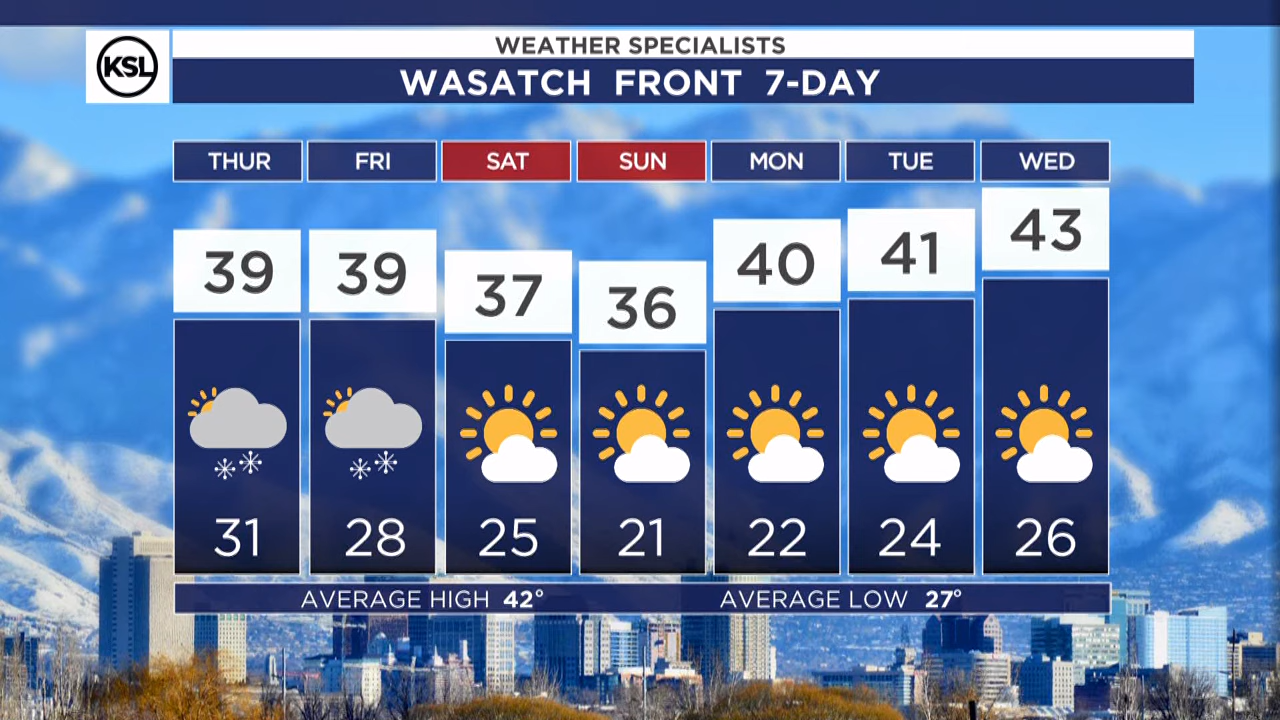 KSL
WEATHER SPECIALISTS
WASATCH FRONT 7-DAY
THUR FRI SAT SUN MON TUE WED
39 39 37 36 40 41 43
31 28 25 21 22 24 26
AVERAGE HIGH 42° AVERAGE LOW 27°